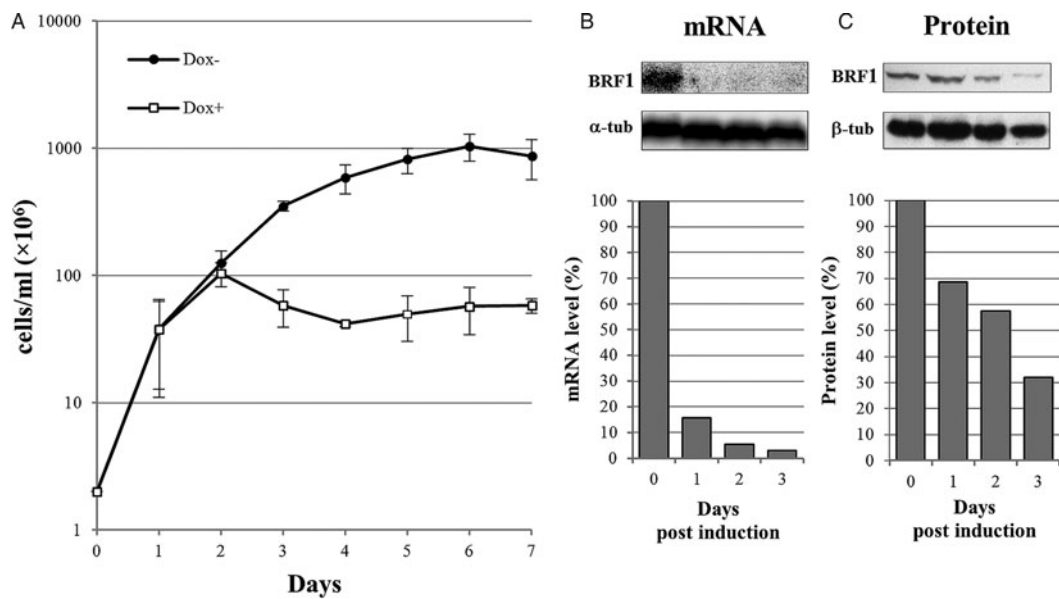 A
10000
1000
100
10
1
cells/ml (×10⁶)
Dox-
Dox+
0 1 2 3 4 5 6 7
Days
B
mRNA
BRF1
α-tub
100
90
80
70
60
50
40
30
20
10
0
mRNA level (%)
0 1 2 3
Days
post induction
C
Protein
BRF1
β-tub
100
90
80
70
60
50
40
30
20
10
0
Protein level (%)
0 1 2 3
Days
post induction